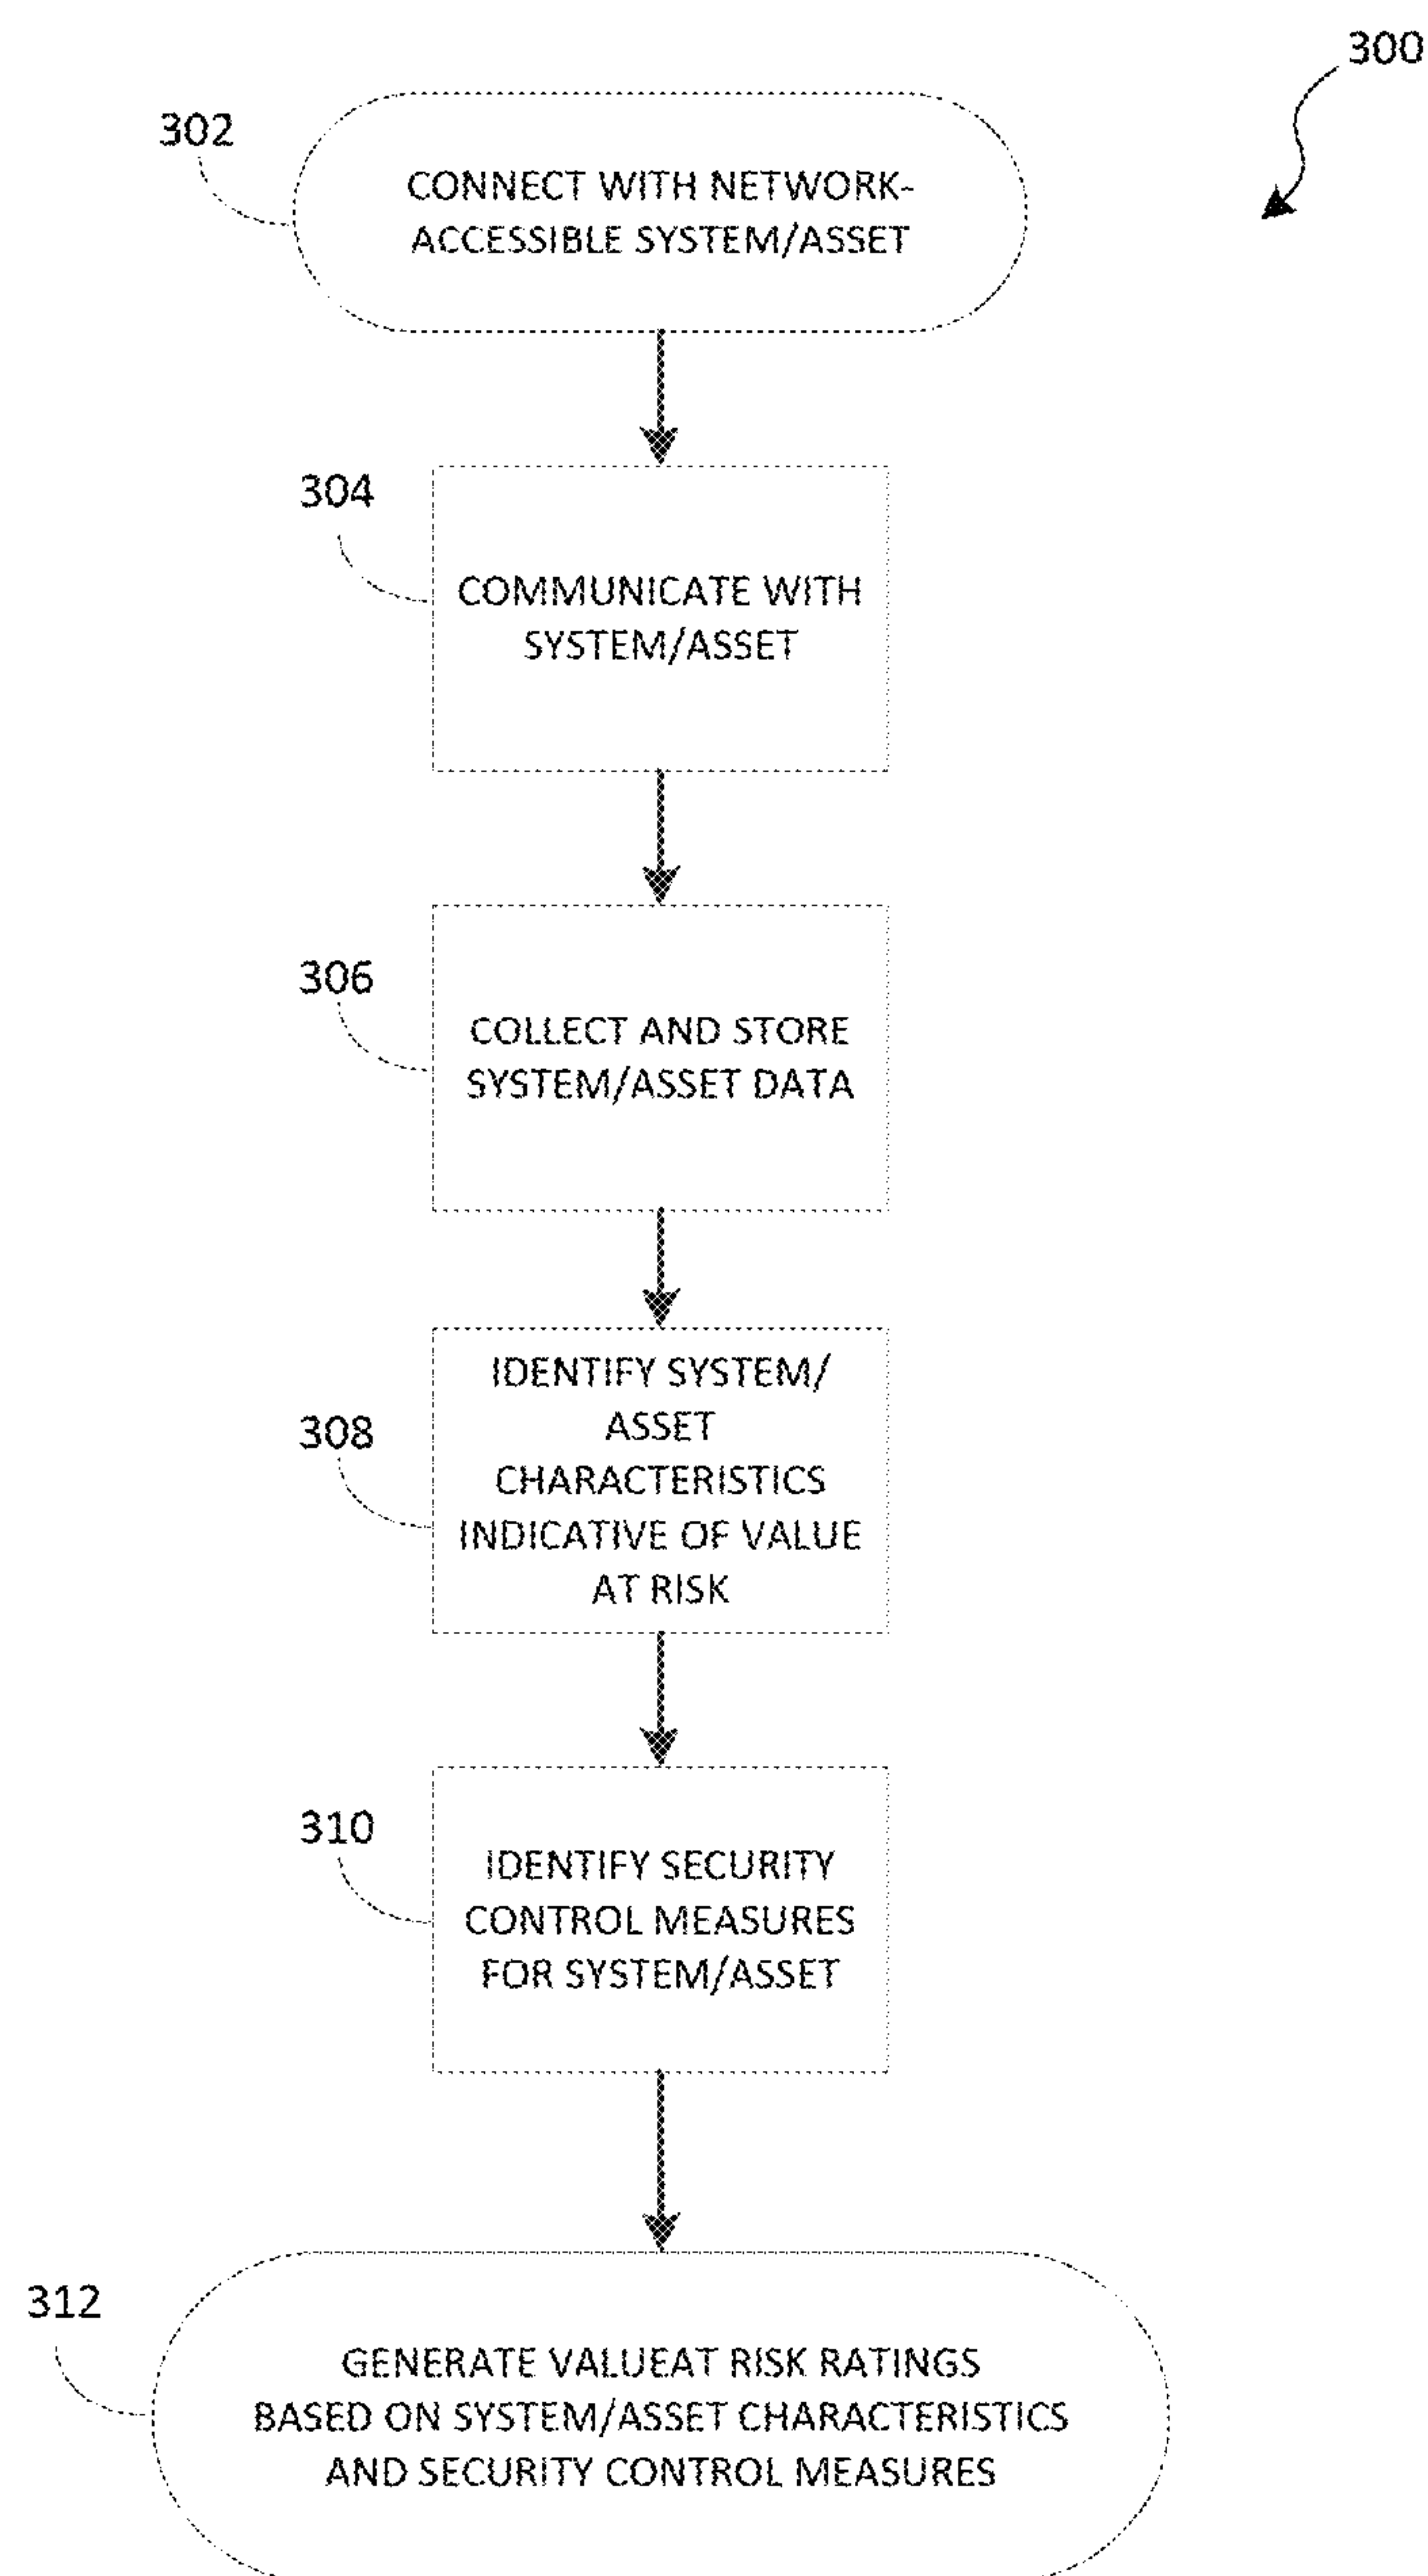 300
302
CONNECT WITH NETWORK-
ACCESSIBLE SYSTEM/ASSET
304
COMMUNICATE WITH
SYSTEM/ASSET
306
COLLECT AND STORE
SYSTEM/ASSET DATA
308
IDENTIFY SYSTEM/
ASSET
CHARACTERISTICS
INDICATIVE OF VALUE
AT RISK
310
IDENTIFY SECURITY
CONTROL MEASURES
FOR SYSTEM/ASSET
312
GENERATE VALUEAT RISK RATINGS
BASED ON SYSTEM/ASSET CHARACTERISTICS
AND SECURITY CONTROL MEASURES